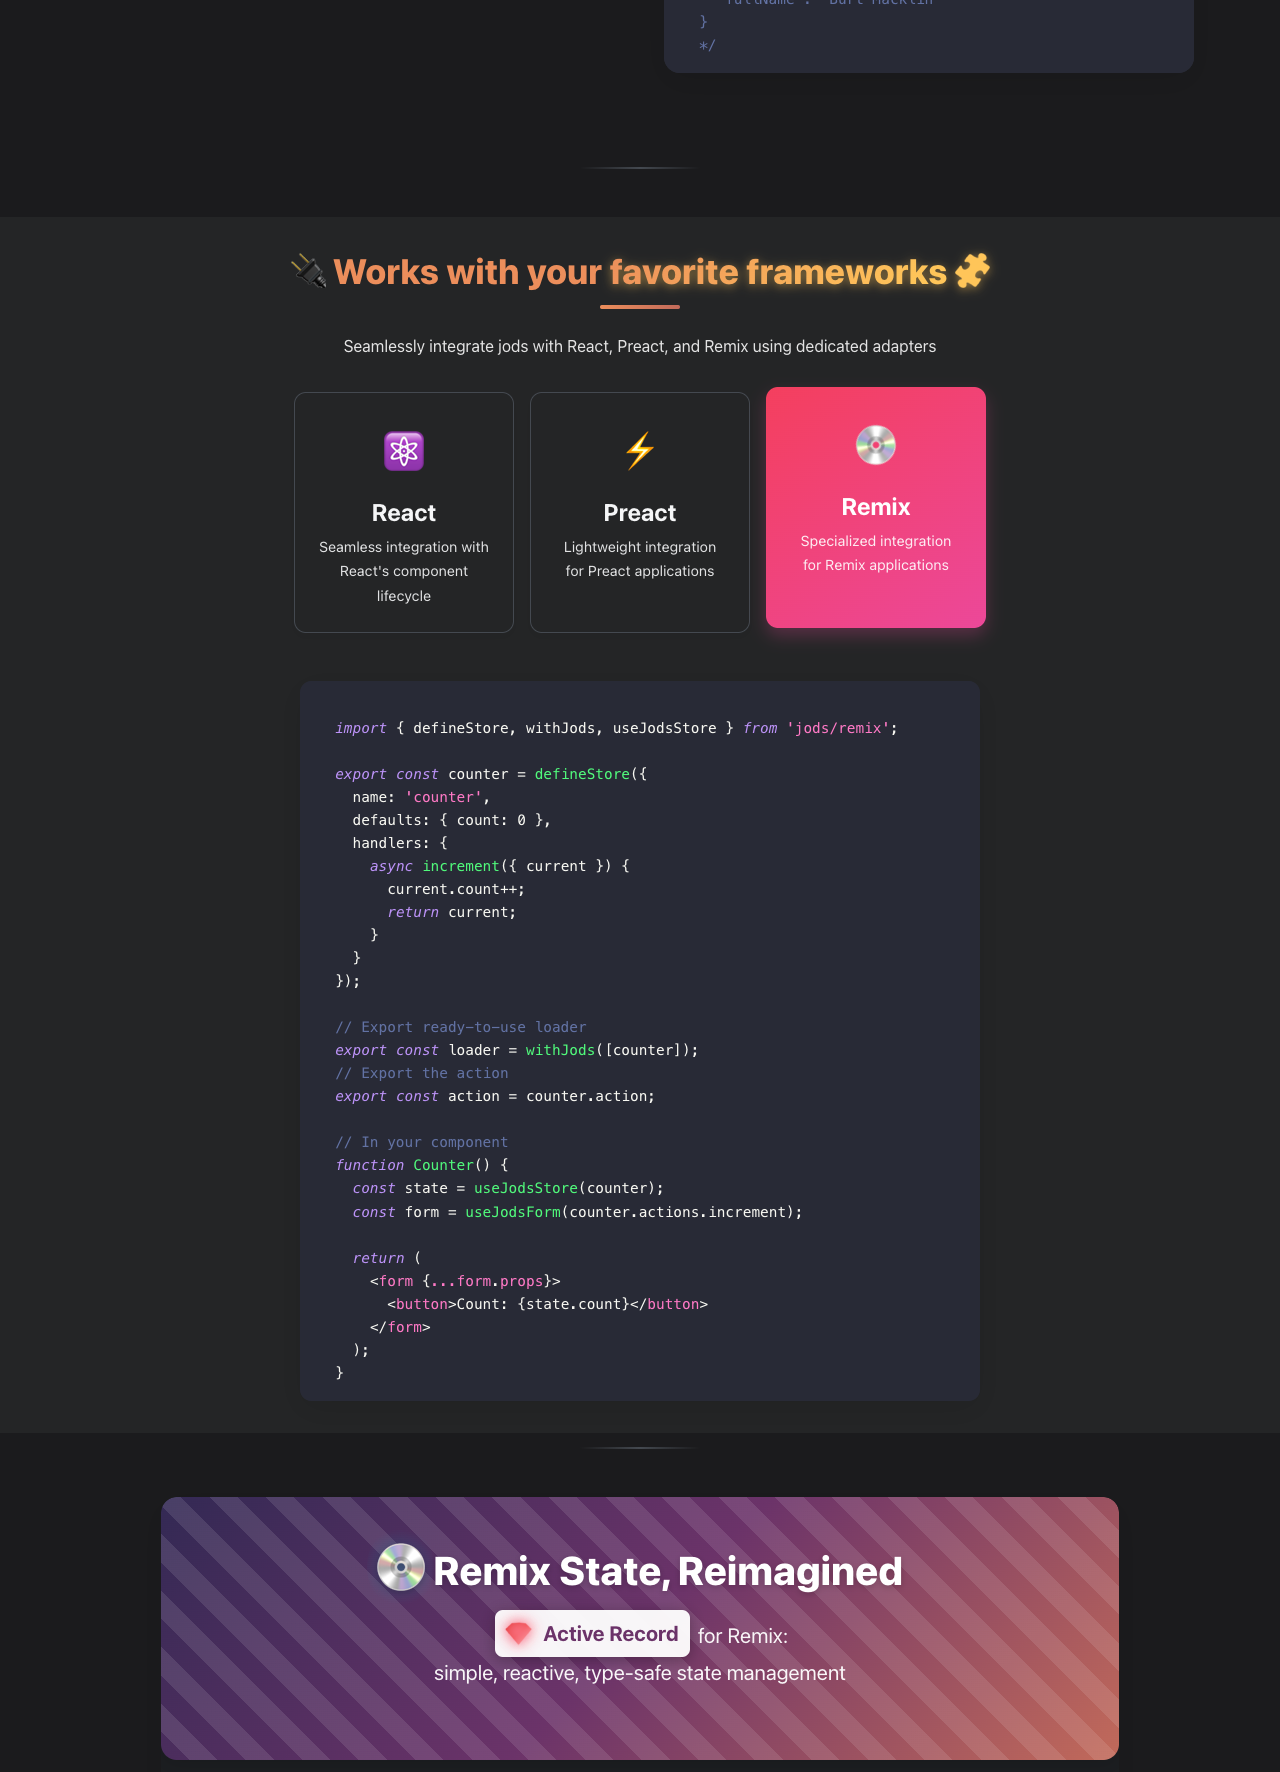 }
*/
Works with your favorite frameworks
Seamlessly integrate jods with React, Preact, and Remix using dedicated adapters
React
Seamless integration with
React's component
lifecycle
Preact
Lightweight integration
for Preact applications
Remix
Specialized integration
for Remix applications
import { defineStore, withJods, useJodsStore } from 'jods/remix';
export const counter = defineStore({
  name: 'counter',
  defaults: { count: 0 },
  handlers: {
    async increment({ current }) {
      current.count++;
      return current;
    }
  }
});
// Export ready-to-use loader
export const loader = withJods([counter]);
// Export the action
export const action = counter.action;
// In your component
function Counter() {
  const state = useJodsStore(counter);
  const form = useJodsForm(counter.actions.increment);
  return (
    <form {...form.props}>
      <button>Count: {state.count}</button>
    </form>
  );
}
Remix State, Reimagined
Active Record for Remix:
simple, reactive, type-safe state management